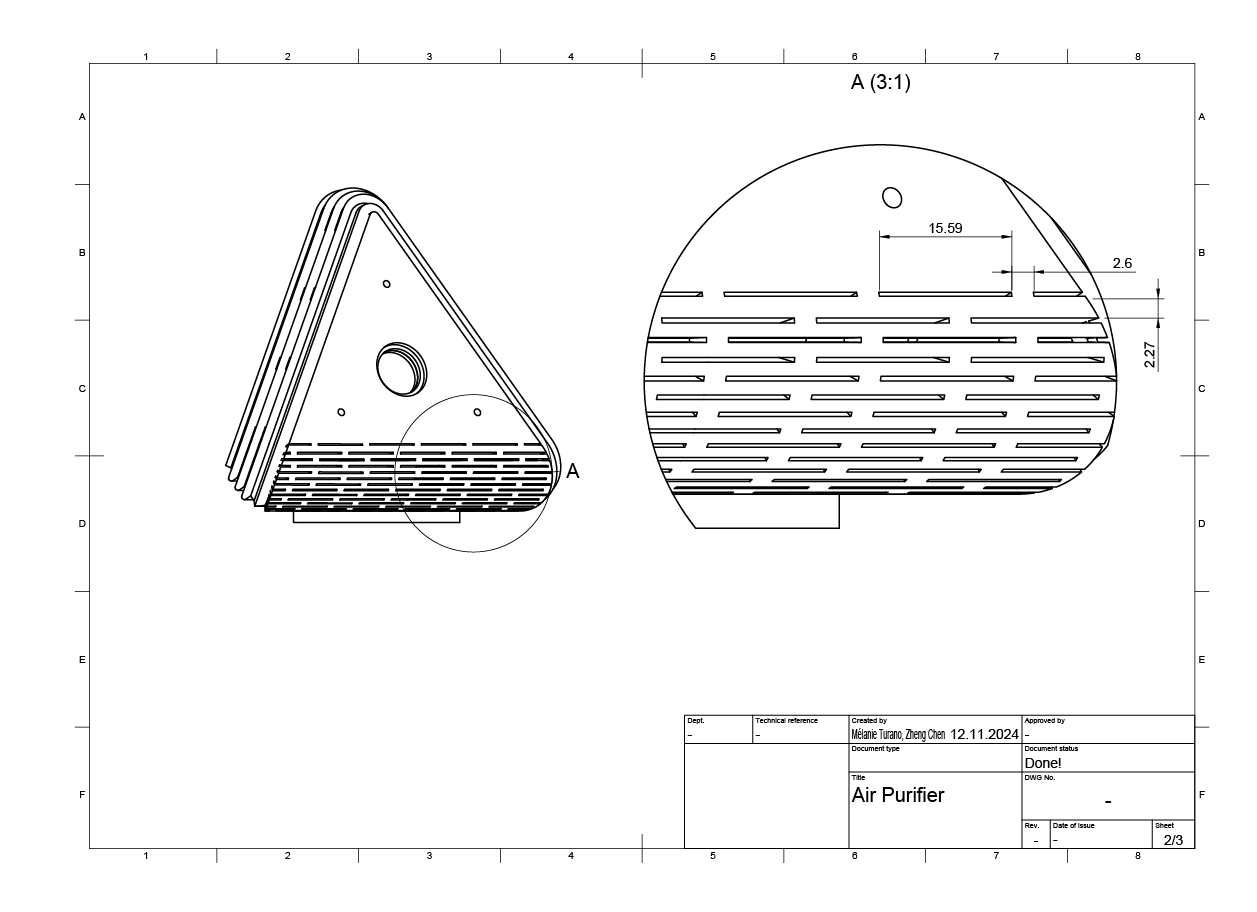 1 2 3 4 5 6 7 8
A (3:1)
A A
15.59
B B
2.6
2.27
C C
A
D D
E E
Dept. Technical reference Created by Approved by
- - Mélanie Turano, Zheng Chen 12.11.2024 -
Document type Document status
Done!
Title DWG No.
F Air Purifier - F
Rev. Date of issue Sheet
- - 2/3
1 2 3 4 5 6 7 8